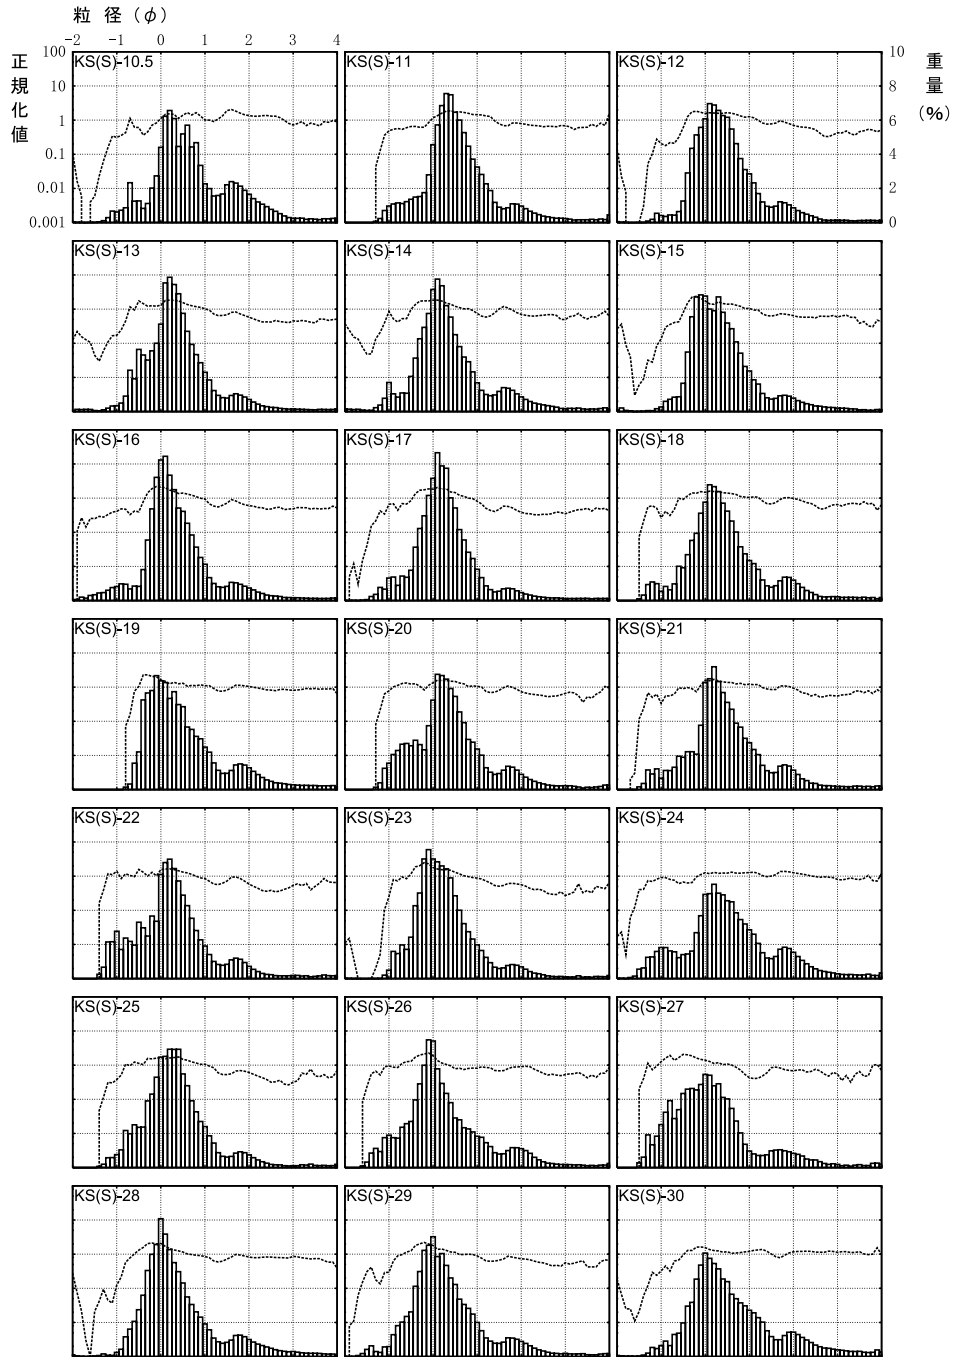 粒 径（φ）
-2 -1 0 1 2 3 4
正規化値
100
10
1
0.1
0.01
0.001
重量（%）
10
8
6
4
2
0
KS(S)-10.5
KS(S)-11
KS(S)-12
KS(S)-13
KS(S)-14
KS(S)-15
KS(S)-16
KS(S)-17
KS(S)-18
KS(S)-19
KS(S)-20
KS(S)-21
KS(S)-22
KS(S)-23
KS(S)-24
KS(S)-25
KS(S)-26
KS(S)-27
KS(S)-28
KS(S)-29
KS(S)-30